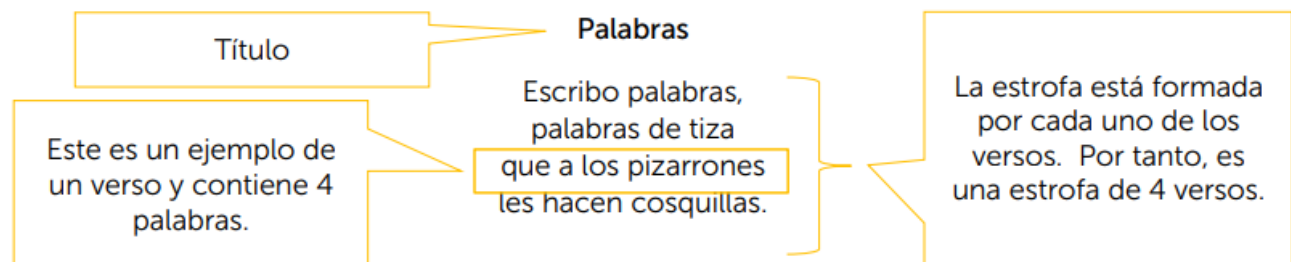 Título
Palabras
Escribo palabras,
palabras de tiza
que a los pizarrones
les hacen cosquillas.
Este es un ejemplo de
un verso y contiene 4
palabras.
La estrofa está formada
por cada uno de los
versos.  Por tanto, es
una estrofa de 4 versos.